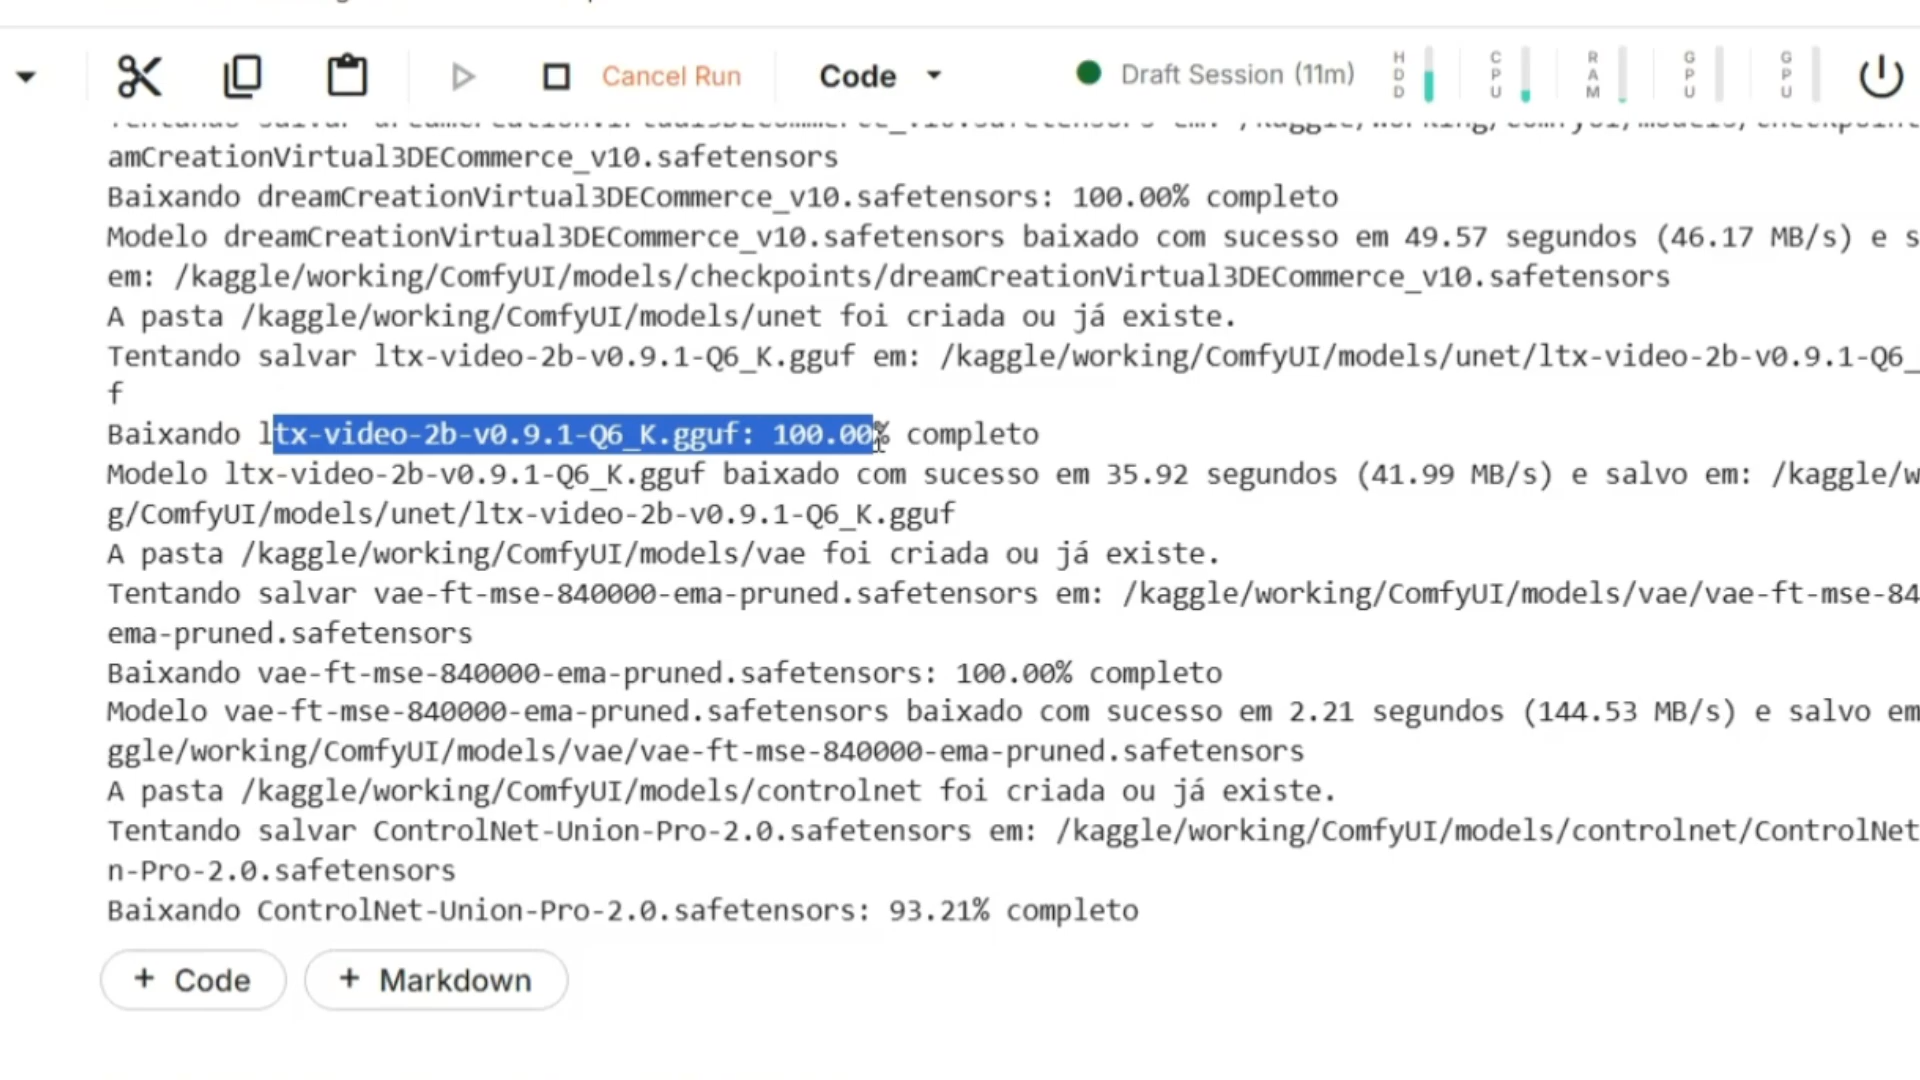 Cancel Run
Code
Draft Session (11m)
HDD
CPU
RAM
GPU
GPU
amCreationVirtual3DECommerce_v10.safetensors
Baixando dreamCreationVirtual3DECommerce_v10.safetensors: 100.00% completo
Modelo dreamCreationVirtual3DECommerce_v10.safetensors baixado com sucesso em 49.57 segundos (46.17 MB/s) e s
em: /kaggle/working/ComfyUI/models/checkpoints/dreamCreationVirtual3DECommerce_v10.safetensors
A pasta /kaggle/working/ComfyUI/models/unet foi criada ou já existe.
Tentando salvar ltx-video-2b-v0.9.1-Q6_K.gguf em: /kaggle/working/ComfyUI/models/unet/ltx-video-2b-v0.9.1-Q6_
f
Baixando ltx-video-2b-v0.9.1-Q6_K.gguf: 100.00% completo
Modelo ltx-video-2b-v0.9.1-Q6_K.gguf baixado com sucesso em 35.92 segundos (41.99 MB/s) e salvo em: /kaggle/w
g/ComfyUI/models/unet/ltx-video-2b-v0.9.1-Q6_K.gguf
A pasta /kaggle/working/ComfyUI/models/vae foi criada ou já existe.
Tentando salvar vae-ft-mse-840000-ema-pruned.safetensors em: /kaggle/working/ComfyUI/models/vae/vae-ft-mse-84
ema-pruned.safetensors
Baixando vae-ft-mse-840000-ema-pruned.safetensors: 100.00% completo
Modelo vae-ft-mse-840000-ema-pruned.safetensors baixado com sucesso em 2.21 segundos (144.53 MB/s) e salvo em
ggle/working/ComfyUI/models/vae/vae-ft-mse-840000-ema-pruned.safetensors
A pasta /kaggle/working/ComfyUI/models/controlnet foi criada ou já existe.
Tentando salvar ControlNet-Union-Pro-2.0.safetensors em: /kaggle/working/ComfyUI/models/controlnet/ControlNet
n-Pro-2.0.safetensors
Baixando ControlNet-Union-Pro-2.0.safetensors: 93.21% completo
+ Code
+ Markdown